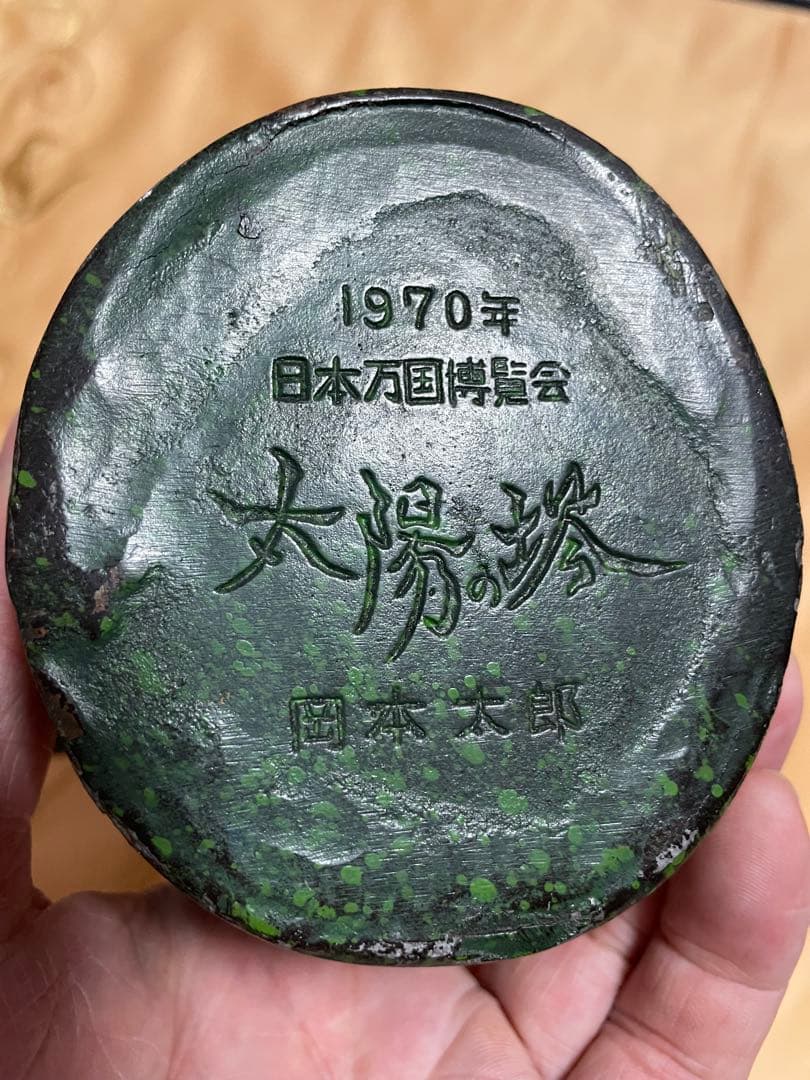 1970年
日本万国博覧会
太陽の塔
岡本太郎